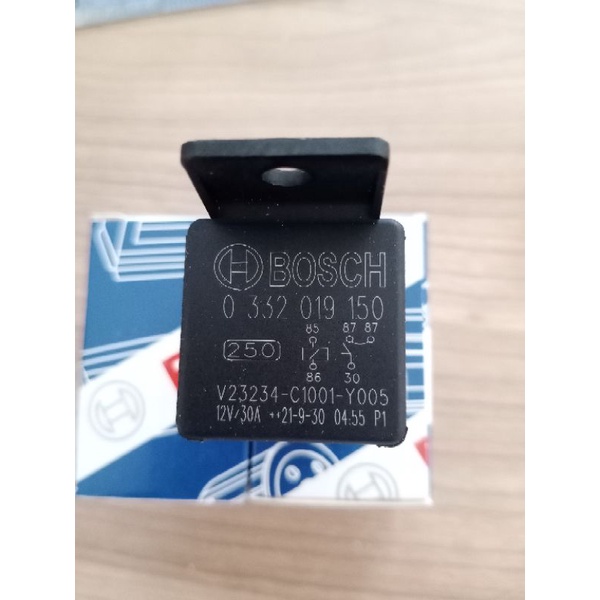 BOSCH
0 332 019 150
85 87 87
250
86 30
V23234-C1001-Y005
12V/30A **21-9-30 04:55 P1